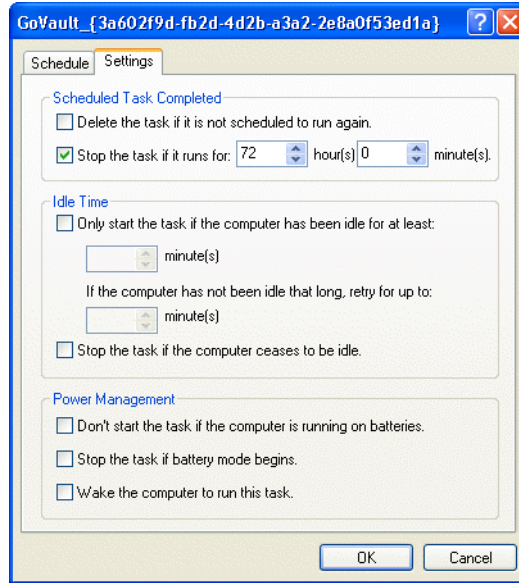 GoVault_{3a602f9d-fb2d-4d2b-a3a2-2e8a0f53ed1a}
Schedule Settings
Scheduled Task Completed
Delete the task if it is not scheduled to run again.
Stop the task if it runs for: 72 hour(s) 0 minute(s).
Idle Time
Only start the task if the computer has been idle for at least:
minute(s)
If the computer has not been idle that long, retry for up to:
minute(s)
Stop the task if the computer ceases to be idle.
Power Management
Don't start the task if the computer is running on batteries.
Stop the task if battery mode begins.
Wake the computer to run this task.
OK Cancel